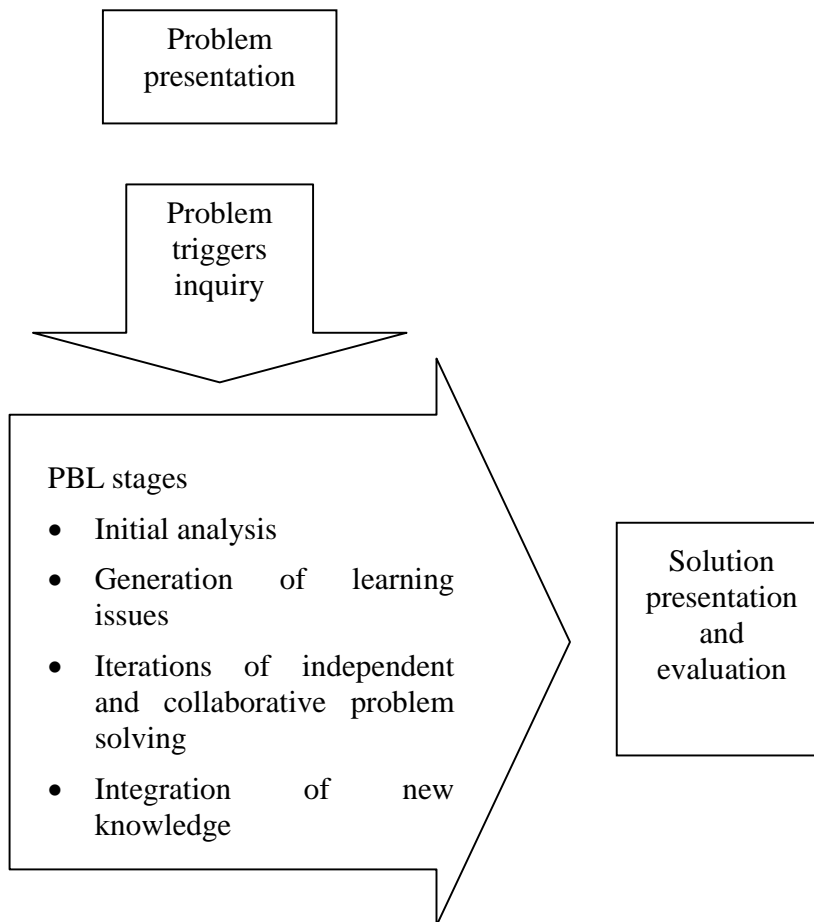 Problem
presentation
Problem
triggers
inquiry
PBL stages
• Initial analysis
• Generation of learning
issues
• Iterations of independent
and collaborative problem
solving
• Integration of new
knowledge
Solution
presentation
and
evaluation